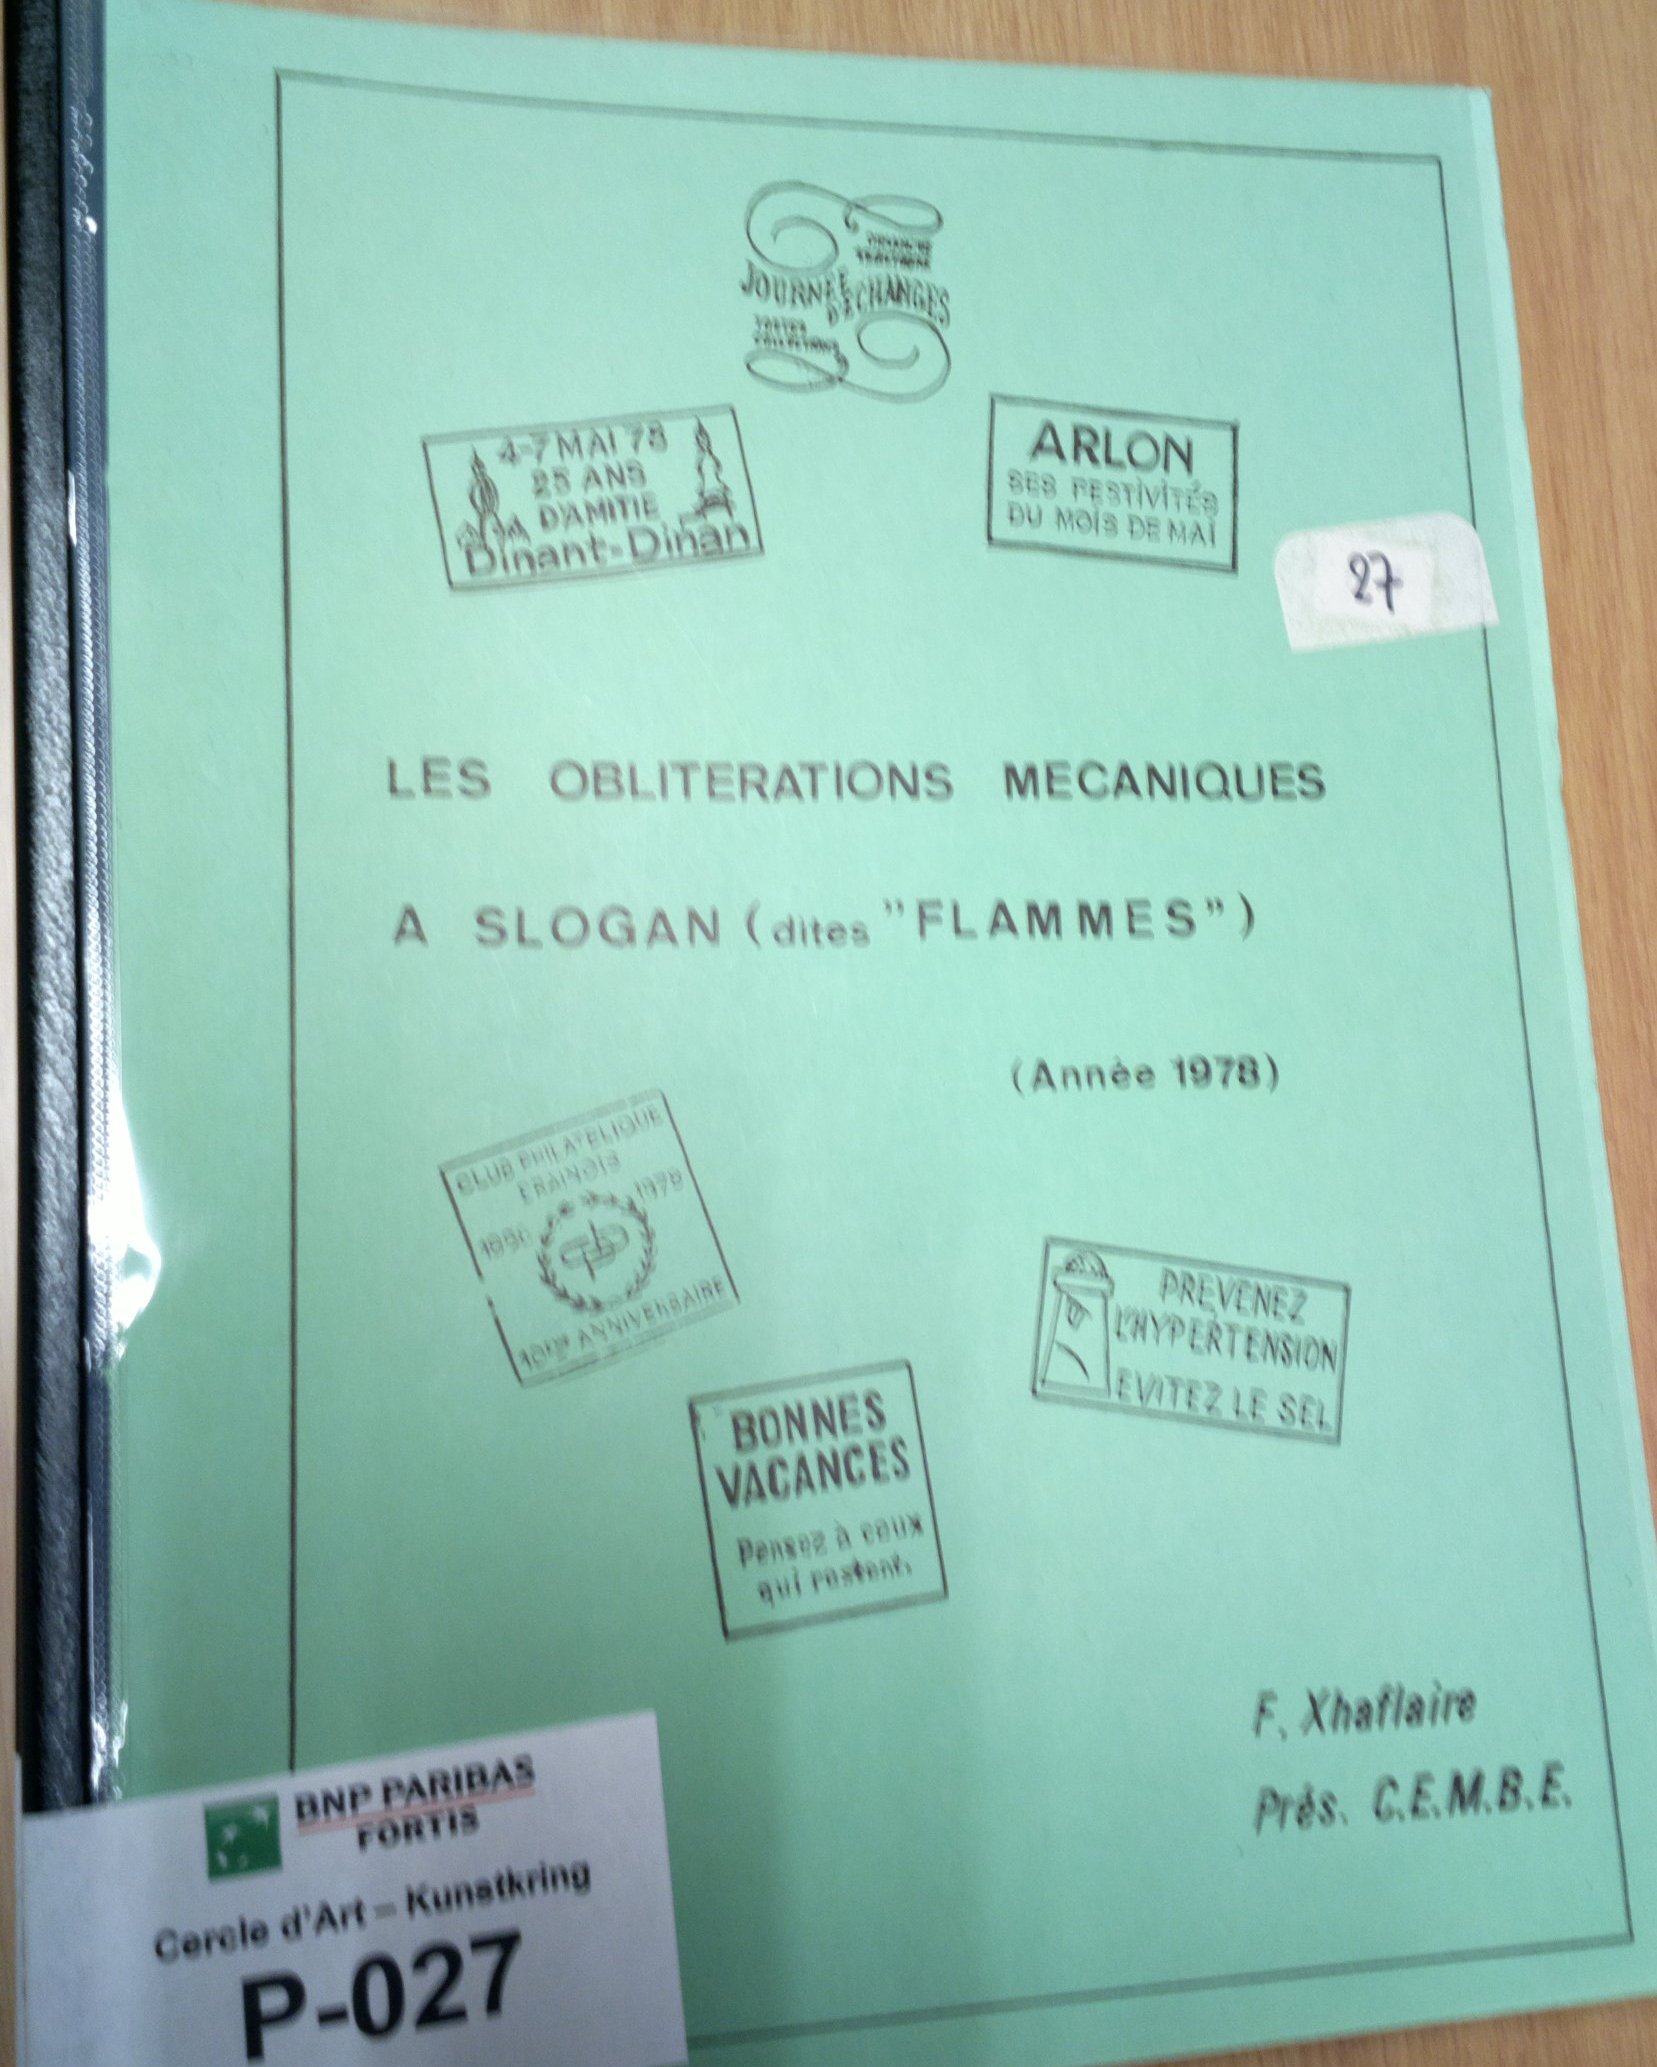 JOURNEE
D'ECHANGES
TOUTES
COLLECTIONS
4-7 MAI 78
25 ANS
D'AMITIE
Dinant-Dinan
ARLON
SES FESTIVITÉS
DU MOIS DE MAI
27
LES OBLITERATIONS MECANIQUES
A SLOGAN (dites "FLAMMES")
(Année 1978)
CLUB PHILATELIQUE
1978
ANNIVERSAIRE
PREVENEZ
L'HYPERTENSION
EVITEZ LE SEL
BONNES
VACANCES
Pensez à ceux
qui restent.
F. Xhaflaire
Prés. C.E.M.B.E.
BNP PARIBAS
FORTIS
Cercle d'Art – Kunstkring
P-027